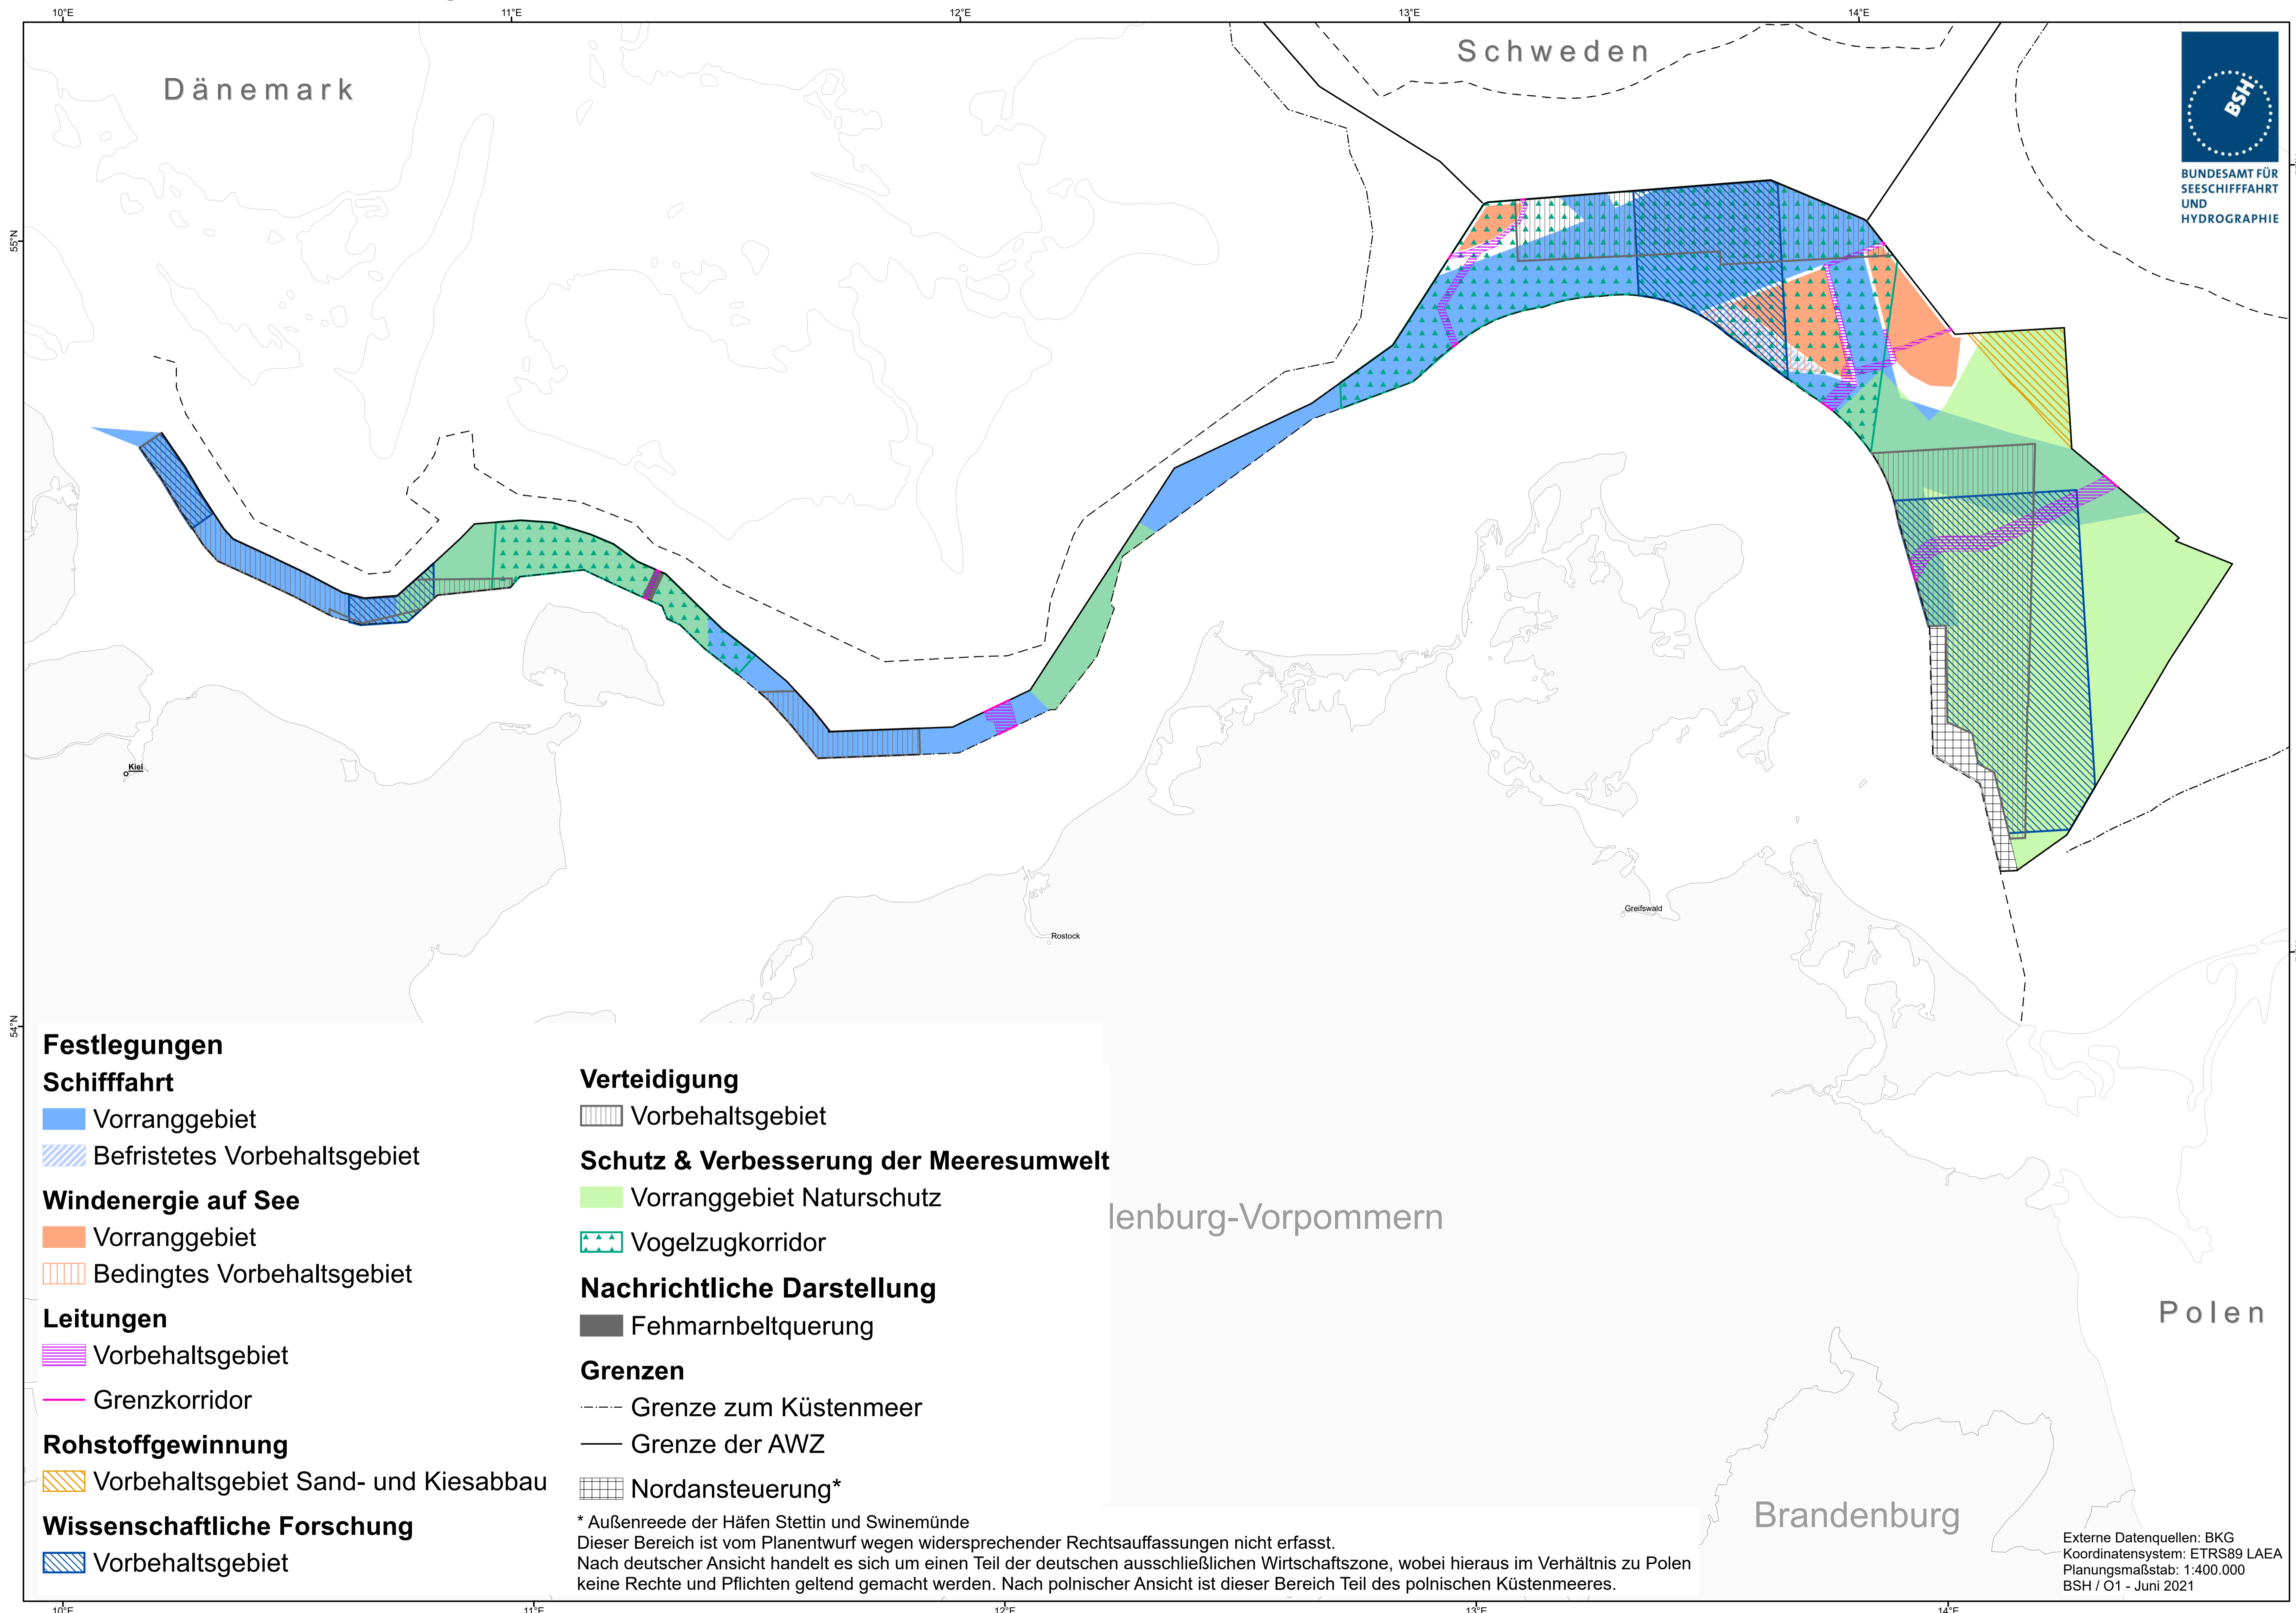 10°E
11°E
12°E
13°E
14°E
Schweden
Dänemark
BSH
BUNDESAMT FÜR
SEESCHIFFFAHRT
UND
HYDROGRAPHIE
55°N
Kiel
Greifswald
Rostock
54°N
Festlegungen
Schifffahrt
Vorranggebiet
Befristetes Vorbehaltsgebiet
Windenergie auf See
Vorranggebiet
Bedingtes Vorbehaltsgebiet
Leitungen
Vorbehaltsgebiet
Grenzkorridor
Rohstoffgewinnung
Vorbehaltsgebiet Sand- und Kiesabbau
Wissenschaftliche Forschung
Vorbehaltsgebiet
Verteidigung
Vorbehaltsgebiet
Schutz & Verbesserung der Meeresumwelt
Vorranggebiet Naturschutz
Vogelzugkorridor
Nachrichtliche Darstellung
Fehmarnbeltquerung
Grenzen
Grenze zum Küstenmeer
Grenze der AWZ
Nordansteuerung*
* Außenreede der Häfen Stettin und Swinemünde
Dieser Bereich ist vom Planentwurf wegen widersprechender Rechtsauffassungen nicht erfasst.
Nach deutscher Ansicht handelt es sich um einen Teil der deutschen ausschließlichen Wirtschaftszone, wobei hieraus im Verhältnis zu Polen
keine Rechte und Pflichten geltend gemacht werden. Nach polnischer Ansicht ist dieser Bereich Teil des polnischen Küstenmeeres.
lenburg-Vorpommern
Polen
Brandenburg
Externe Datenquellen: BKG
Koordinatensystem: ETRS89 LAEA
Planungsmaßstab: 1:400.000
BSH / O1 - Juni 2021
10°E
11°E
12°E
13°E
14°E